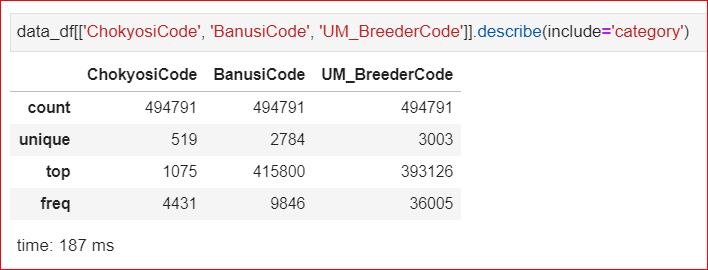 data_df[['ChokyosiCode', 'BanusiCode', 'UM_BreederCode']].describe(include='category')
ChokyosiCode BanusiCode UM_BreederCode
count 494791 494791 494791
unique 519 2784 3003
top 1075 415800 393126
freq 4431 9846 36005
time: 187 ms